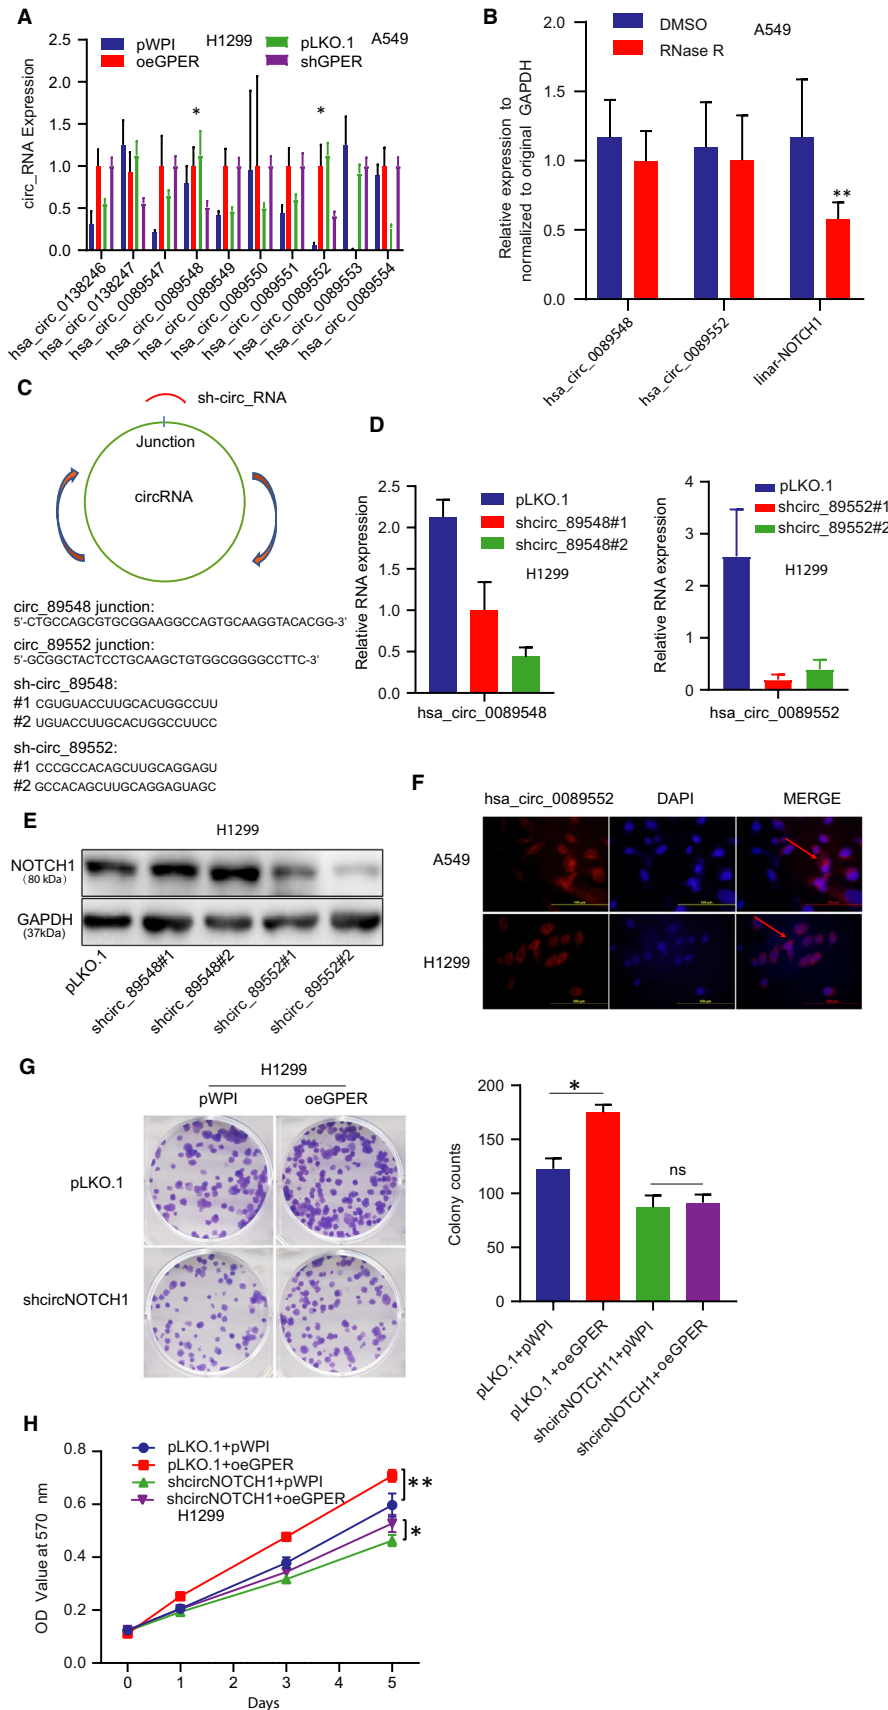 A
circ_RNA Expression
2.5
2.0
1.5
1.0
0.5
0.0
pWPI
oeGPER
H1299
pLKO.1
shGPER
A549
*
*
hsa_circ_0138246
hsa_circ_0138247
hsa_circ_0089547
hsa_circ_0089548
hsa_circ_0089549
hsa_circ_0089550
hsa_circ_0089551
hsa_circ_0089552
hsa_circ_0089553
hsa_circ_0089554
B
Relative expression to
normalized to original GAPDH
2.0
1.5
1.0
0.5
0.0
DMSO
RNase R
A549
**
hsa_circ_0089548
hsa_circ_0089552
linar-NOTCH1
C
sh-circ_RNA
Junction
circRNA
circ_89548 junction:
5'-CTGCCAGCGTGCGGAAGGCCAGTGCAAGGTACACGG-3'
circ_89552 junction:
5'-GCGGCTACTCCTGCAAGCTGTGGCGGGGCCTTC-3'
sh-circ_89548:
#1 CGUGUACCUUGCACUGGCCUU
#2 UGUACCUUGCACUGGCCUUCC
sh-circ_89552:
#1 CCCGCCACAGCUUGCAGGAGU
#2 GCCACAGCUUGCAGGAGUAGC
D
Relative RNA expression
2.5
2.0
1.5
1.0
0.5
0.0
pLKO.1
shcirc_89548#1
shcirc_89548#2
H1299
hsa_circ_0089548
Relative RNA expression
4
3
2
1
0
pLKO.1
shcirc_89552#1
shcirc_89552#2
H1299
hsa_circ_0089552
E
H1299
NOTCH1
(80 kDa)
GAPDH
(37kDa)
pLKO.1
shcirc_89548#1
shcirc_89548#2
shcirc_89552#1
shcirc_89552#2
F
hsa_circ_0089552
DAPI
MERGE
A549
H1299
G
H1299
pWPI
oeGPER
pLKO.1
shcircNOTCH1
Colony counts
200
150
100
50
0
*
ns
pLKO.1+pWPI
pLKO.1+oeGPER
shcircNOTCH11+pWPI
shcircNOTCH1+oeGPER
H
OD Value at 570 nm
0.8
0.6
0.4
0.2
0.0
pLKO.1+pWPI
pLKO.1+oeGPER
shcircNOTCH1+pWPI
shcircNOTCH1+oeGPER
H1299
**
*
0 1 2 3 4 5
Days